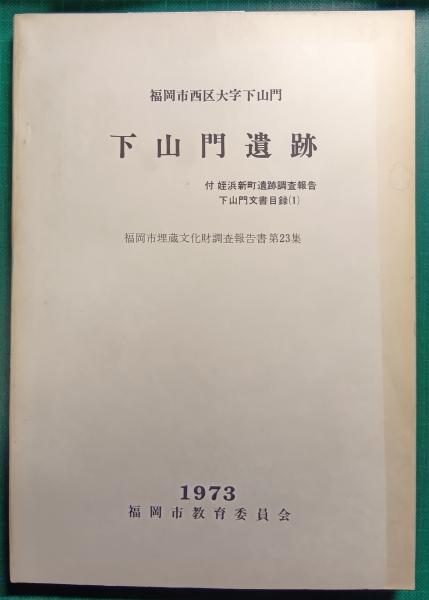 福岡市西区大字下山門
下山門遺跡
付 姪浜新町遺跡調査報告
下山門文書目録(1)
福岡市埋蔵文化財調査報告書第23集
1973
福岡市教育委員会